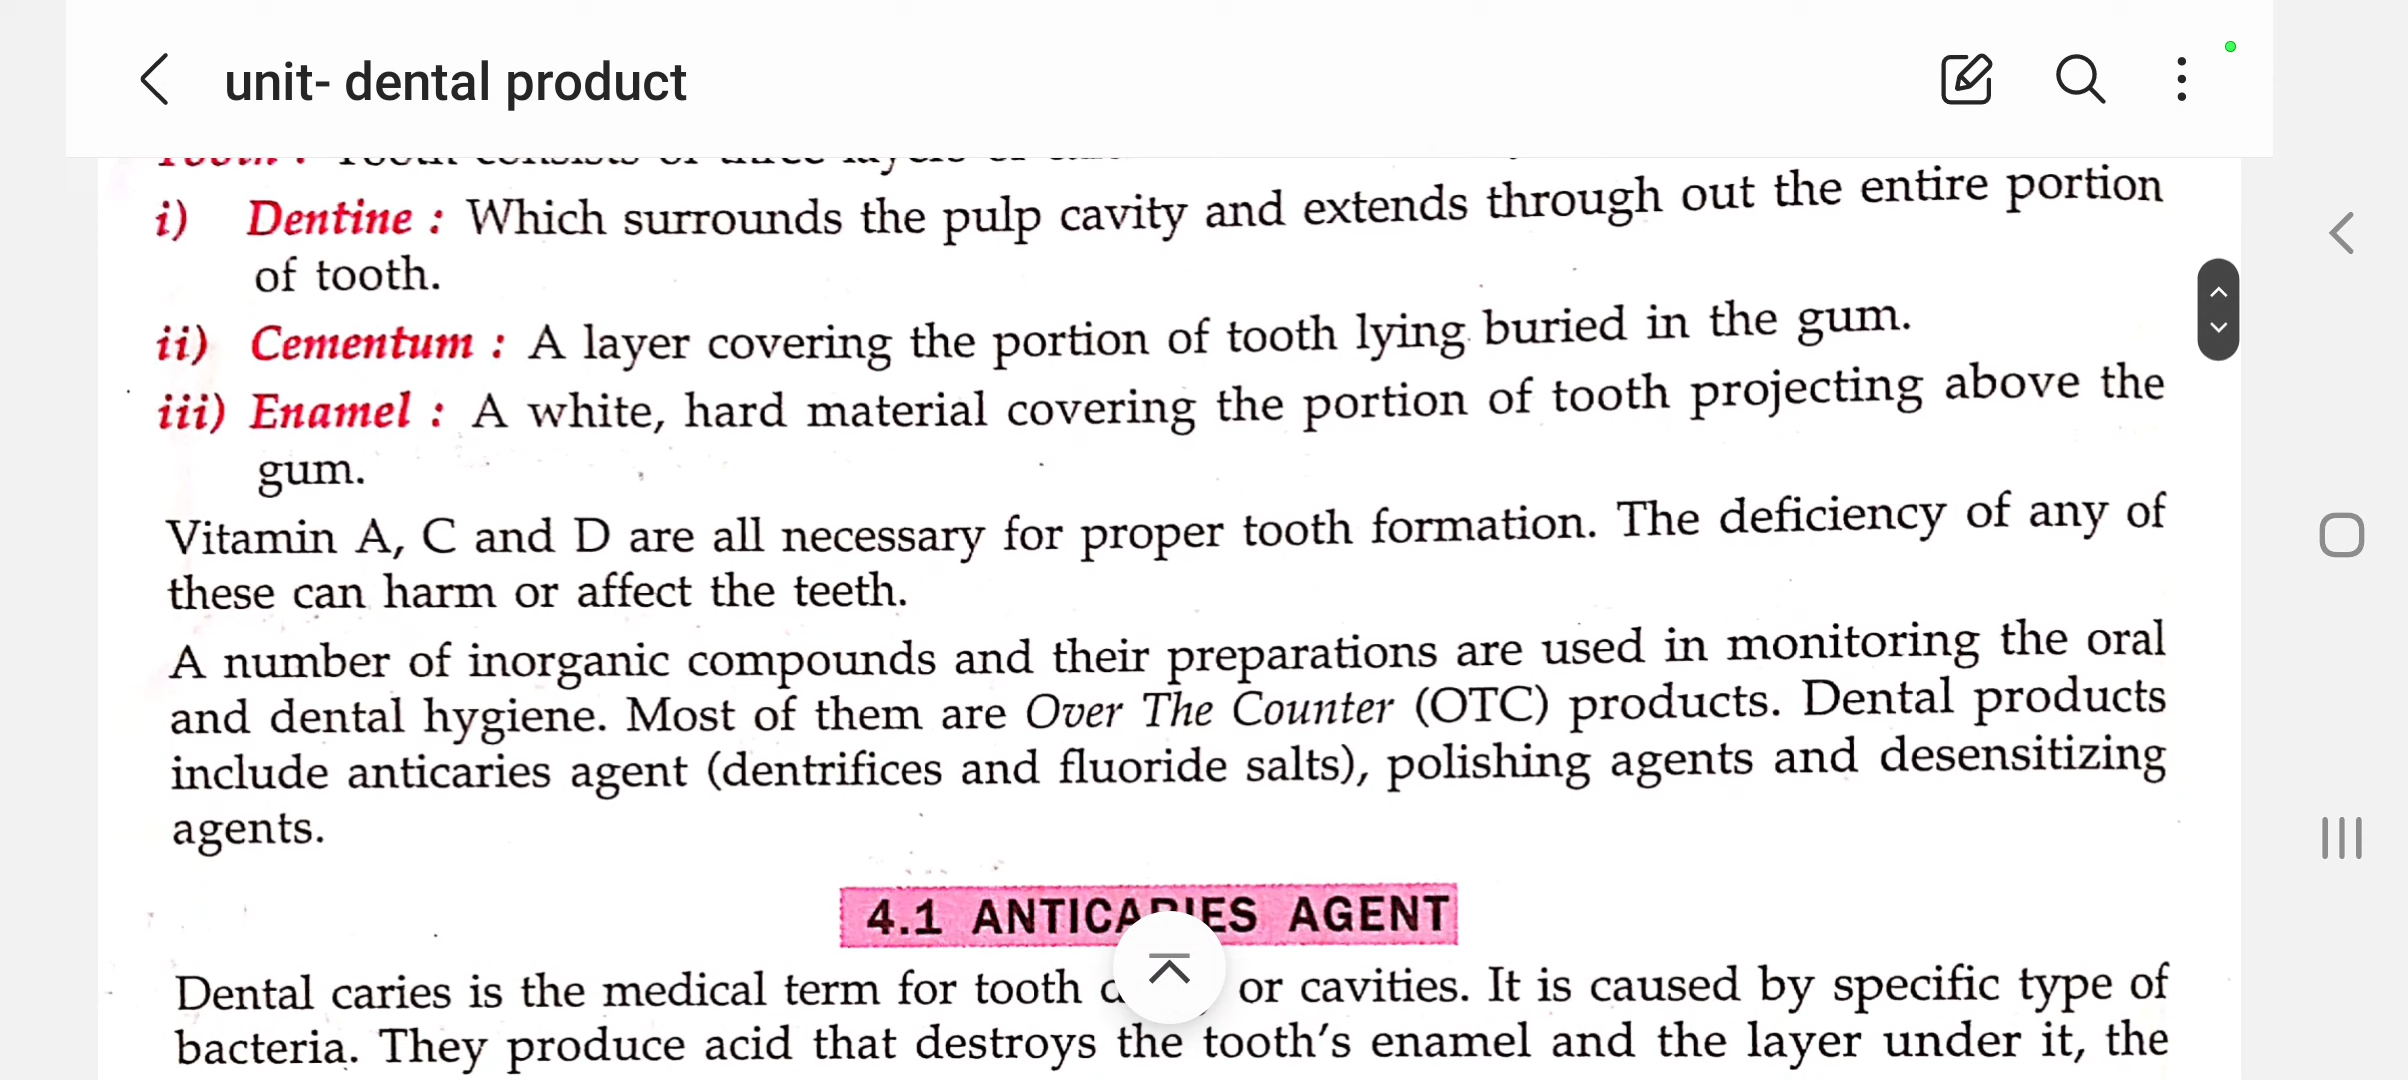 unit- dental product
i) Dentine : Which surrounds the pulp cavity and extends through out the entire portion
of tooth.
ii) Cementum : A layer covering the portion of tooth lying buried in the gum.
iii) Enamel : A white, hard material covering the portion of tooth projecting above the
gum.
Vitamin A, C and D are all necessary for proper tooth formation. The deficiency of any of
these can harm or affect the teeth.
A number of inorganic compounds and their preparations are used in monitoring the oral
and dental hygiene. Most of them are Over The Counter (OTC) products. Dental products
include anticaries agent (dentrifices and fluoride salts), polishing agents and desensitizing
agents.
4.1 ANTICARIES AGENT
Dental caries is the medical term for tooth or cavities. It is caused by specific type of
bacteria. They produce acid that destroys the tooth's enamel and the layer under it, the